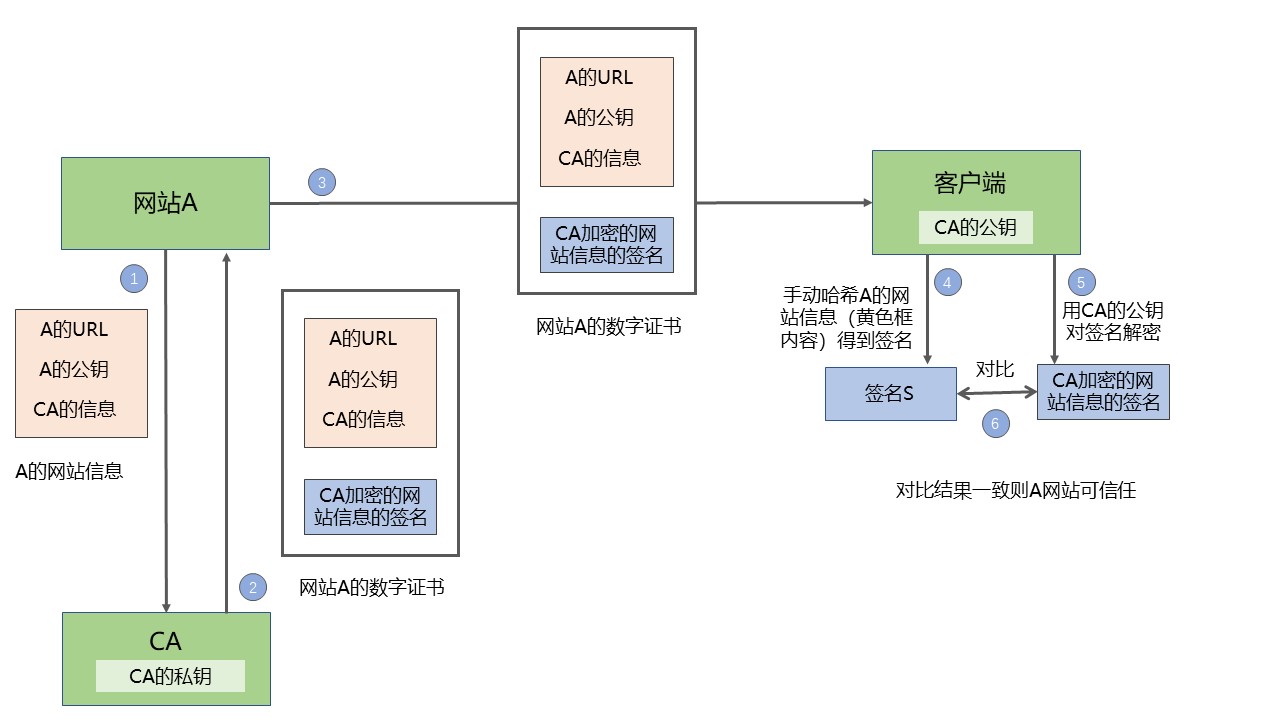 A的URL
A的公钥
CA的信息
CA加密的网
站信息的签名
网站A的数字证书
网站A
3
客户端
CA的公钥
1
A的URL
A的公钥
CA的信息
A的网站信息
A的URL
A的公钥
CA的信息
CA加密的网
站信息的签名
网站A的数字证书
2
CA
CA的私钥
4
手动哈希A的网
站信息（黄色框
内容）得到签名
5
用CA的公钥
对签名解密
签名S
对比
6
CA加密的网
站信息的签名
对比结果一致则A网站可信任